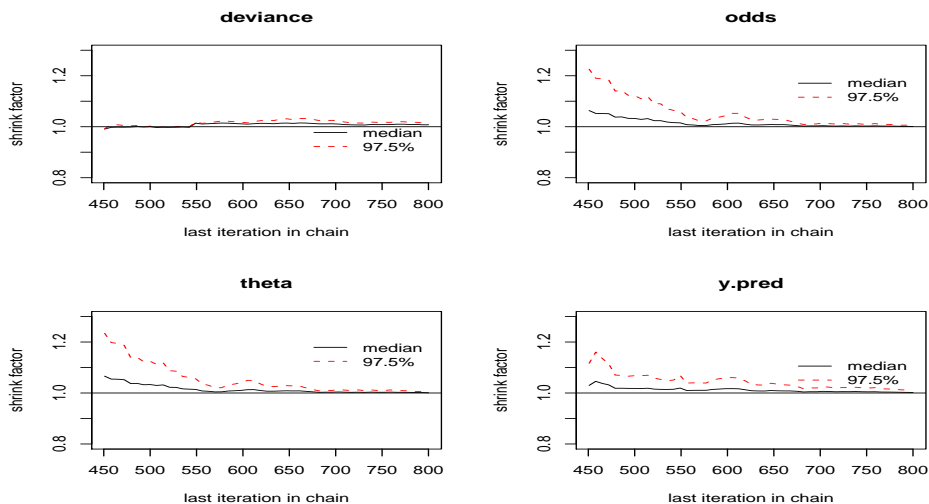 deviance
shrink factor
0.8 1.0 1.2
median
97.5%
450 500 550 600 650 700 750 800
last iteration in chain
odds
shrink factor
0.8 1.0 1.2
median
97.5%
450 500 550 600 650 700 750 800
last iteration in chain
theta
shrink factor
0.8 1.0 1.2
median
97.5%
450 500 550 600 650 700 750 800
last iteration in chain
y.pred
shrink factor
0.8 1.0 1.2
median
97.5%
450 500 550 600 650 700 750 800
last iteration in chain